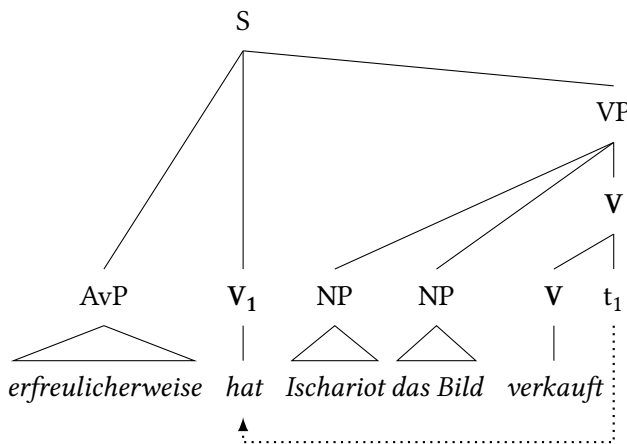 S
VP
V
AvP V₁ NP NP V t₁
erfreulicherweise hat Ischariot das Bild verkauft